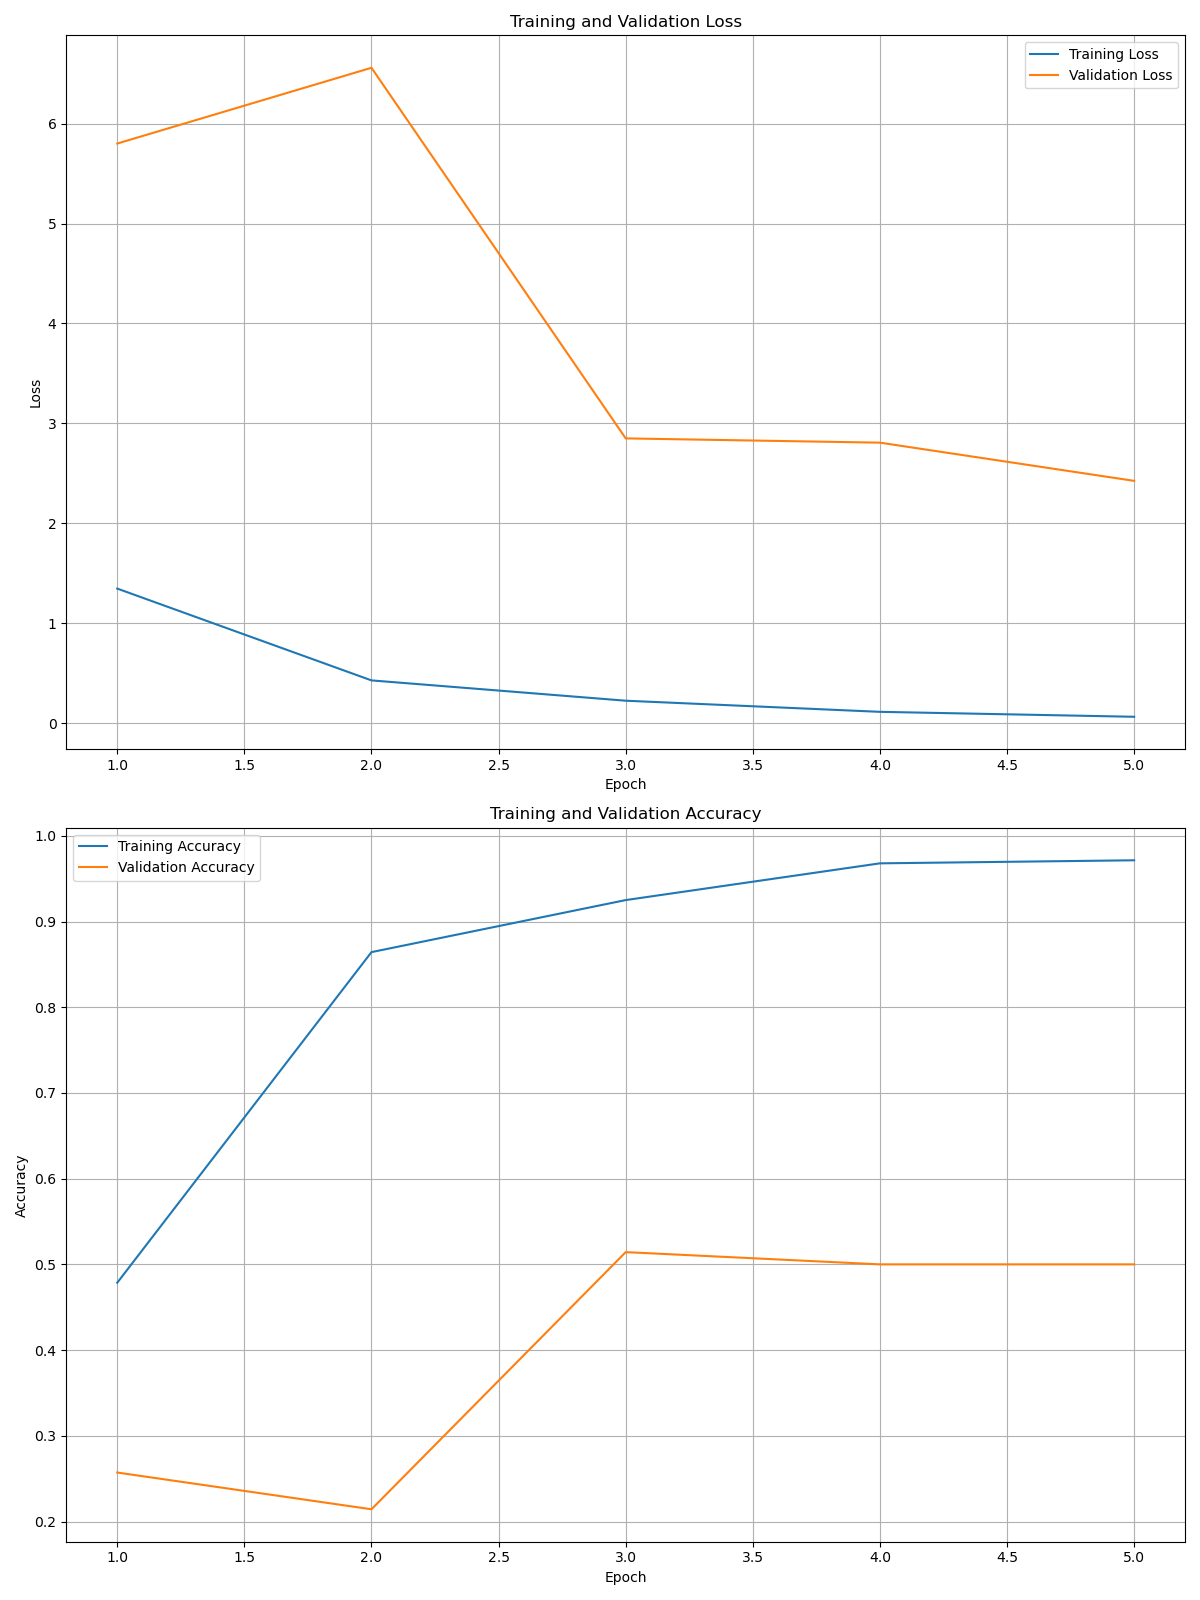 Training and Validation Loss
Training Loss
Validation Loss
6
5
4
3
2
1
0
Loss
1.0 1.5 2.0 2.5 3.0 3.5 4.0 4.5 5.0
Epoch
Training and Validation Accuracy
Training Accuracy
Validation Accuracy
1.0
0.9
0.8
0.7
0.6
0.5
0.4
0.3
0.2
Accuracy
1.0 1.5 2.0 2.5 3.0 3.5 4.0 4.5 5.0
Epoch